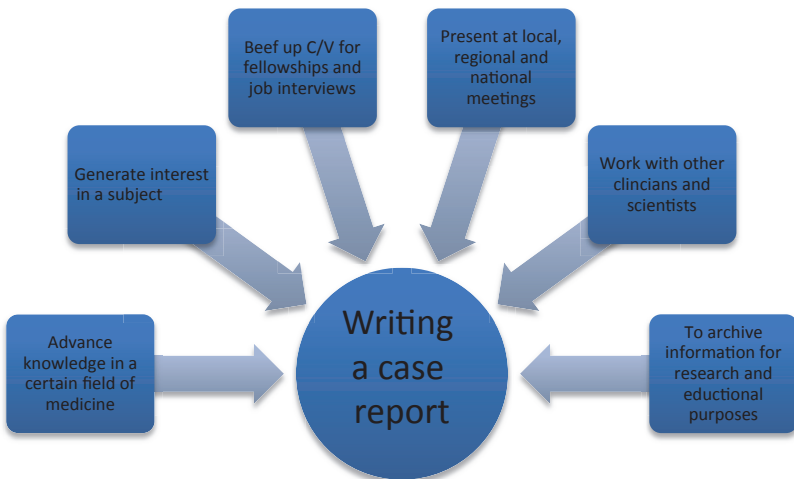 Beef up C/V for
fellowships and
job interviews
Present at local,
regional and
national
meetings
Generate interest
in a subject
Work with other
clincians and
scientists
Advance
knowledge in a
certain field of
medicine
Writing
a case
report
To archive
information for
research and
eductional
purposes